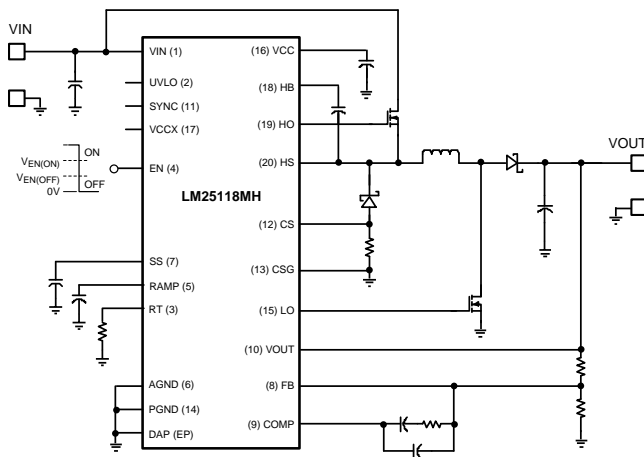 VIN
VIN (1)
UVLO (2)
SYNC (11)
VCCX (17)
ON
VEN(ON)
VEN(OFF)
OFF
0V
EN (4)
LM25118MH
SS (7)
RAMP (5)
RT (3)
AGND (6)
PGND (14)
DAP (EP)
(16) VCC
(18) HB
(19) HO
(20) HS
(12) CS
(13) CSG
(15) LO
(10) VOUT
(8) FB
(9) COMP
VOUT